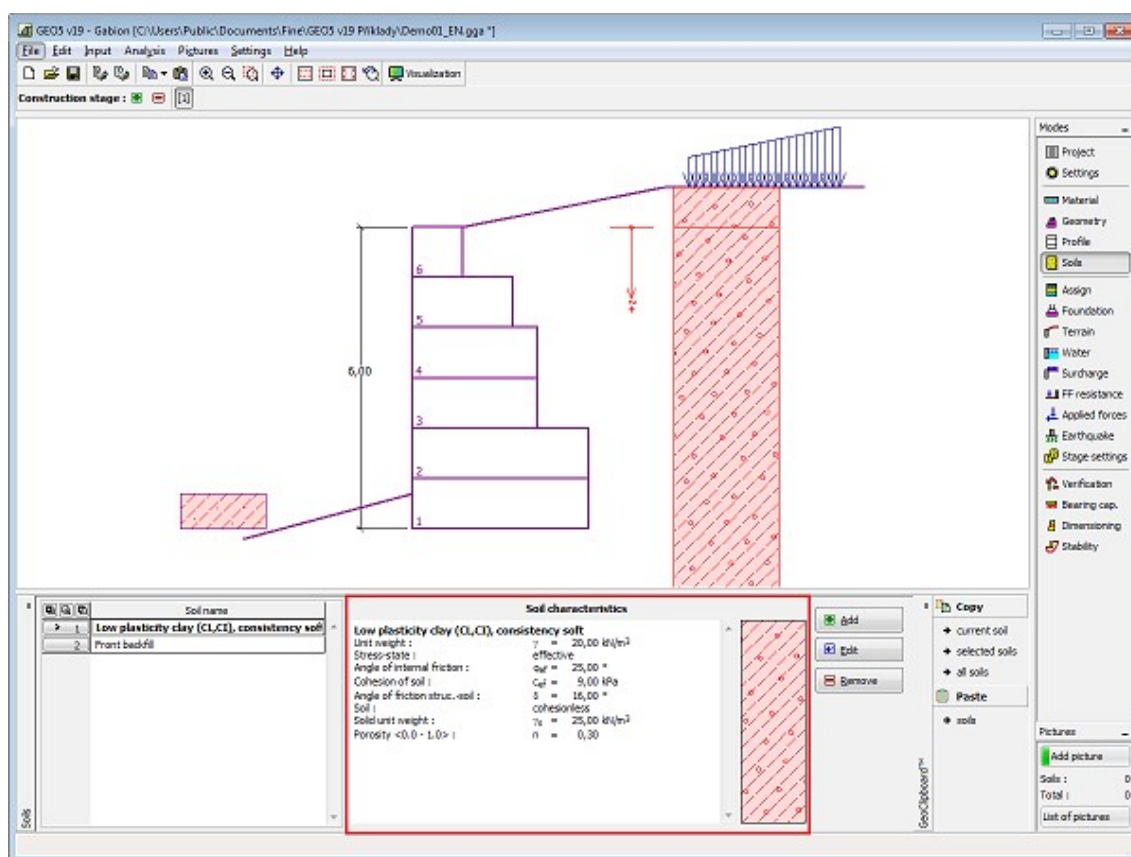 GEO5 v19 - Gabion [C:\Users\Public\Documents\Fine\GEO5 v19 Příklady\Demo01_EN.gga *]
File Edit Input Analysis Pictures Settings Help
Visualization
Construction stage : [1]
6
5
4
3
2
1
6,00
+z
Modes
Project
Settings
Material
Geometry
Profile
Soils
Assign
Foundation
Terrain
Water
Surcharge
FF resistance
Applied forces
Earthquake
Stage settings
Verification
Bearing cap.
Dimensioning
Stability
Soils
Soil name
> 1 Low plasticity clay (CL,CI), consistency soft
2 Front backfill
Soil characteristics
Low plasticity clay (CL,CI), consistency soft
Unit weight : γ = 20,00 kN/m³
Stress-state : effective
Angle of internal friction : φef = 25,00 °
Cohesion of soil : cef = 9,00 kPa
Angle of friction struc.-soil : δ = 16,00 °
Soil : cohesionless
Solid unit weight : γs = 25,00 kN/m³
Porosity <0.0 - 1.0> : n = 0,30
Add
Edit
Remove
GeoClipboard™
Copy
current soil
selected soils
all soils
Paste
soils
Pictures
Add picture
Soils : 0
Total : 0
List of pictures